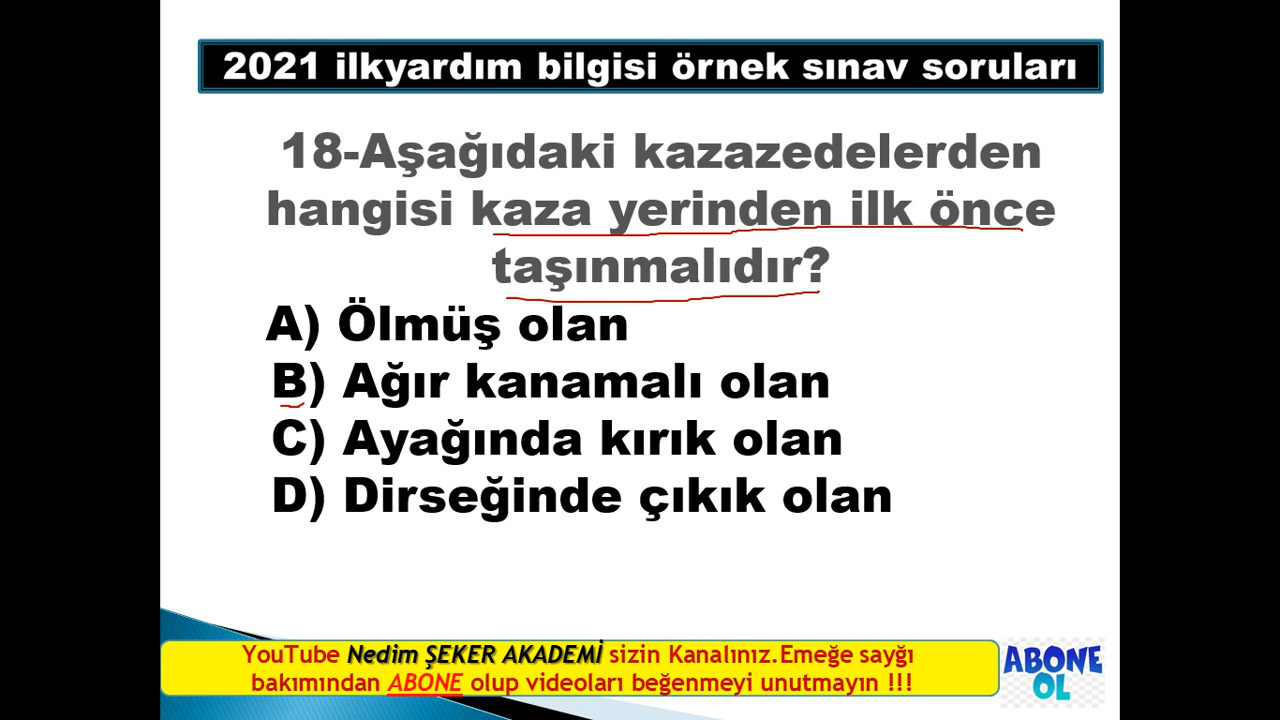 2021 ilkyardım bilgisi örnek sınav soruları
18-Aşağıdaki kazazedelerden
hangisi kaza yerinden ilk önce
taşınmalıdır?
A) Ölmüş olan
B) Ağır kanamalı olan
C) Ayağında kırık olan
D) Dirseğinde çıkık olan
YouTube Nedim ŞEKER AKADEMİ sizin Kanalınız.Emeğe sayğı
bakımından ABONE olup videoları beğenmeyi unutmayın !!!
ABONE
OL